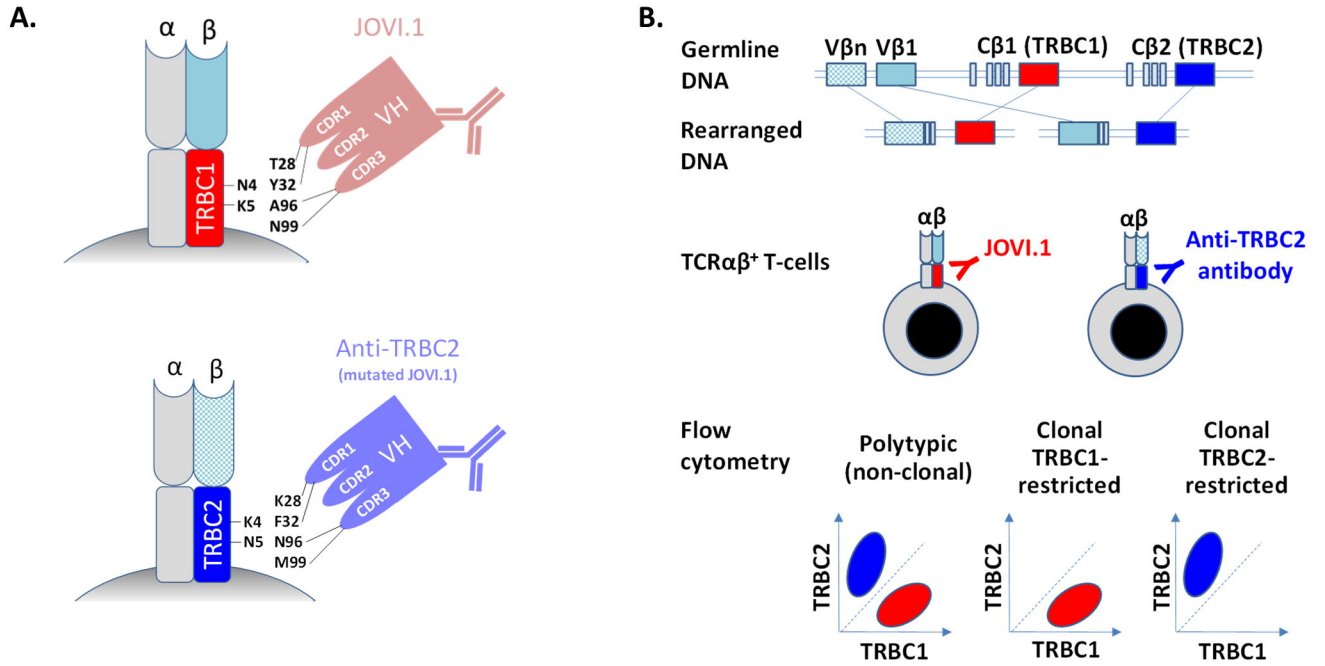 A.
α β
JOVI.1
CDR1
CDR2
CDR3
VH
T28
N4 Y32
K5 A96
N99
TRBC1
Anti-TRBC2
(mutated JOVI.1)
α β
CDR1
CDR2
CDR3
VH
K28
K4 F32
N5 N96
M99
TRBC2
B.
Germline
DNA
Vβn Vβ1 Cβ1 (TRBC1) Cβ2 (TRBC2)
Rearranged
DNA
TCRαβ+ T-cells
αβ
JOVI.1
αβ
Anti-TRBC2
antibody
Flow
cytometry
Polytypic
(non-clonal)
Clonal
TRBC1-
restricted
Clonal
TRBC2-
restricted
TRBC2
TRBC1
TRBC2
TRBC1
TRBC2
TRBC1